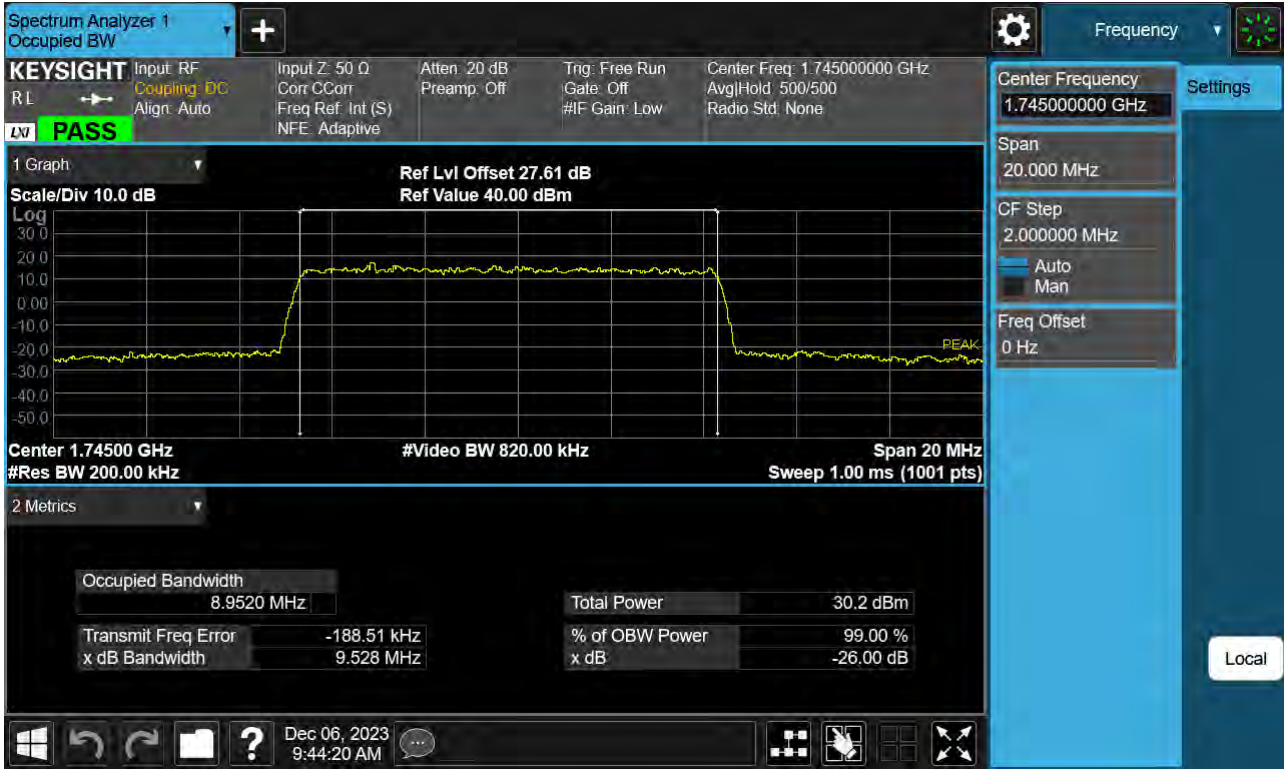 Spectrum Analyzer 1
Occupied BW
+
Frequency
KEYSIGHT
R L
LXI PASS
Input: RF
Coupling: DC
Align: Auto
Input Z: 50 Ω
Corr CCorr
Freq Ref: Int (S)
NFE: Adaptive
Atten: 20 dB
Preamp: Off
Trig: Free Run
Gate: Off
#IF Gain: Low
Center Freq: 1.745000000 GHz
Avg|Hold: 500/500
Radio Std: None
Center Frequency
1.745000000 GHz
Settings
Span
20.000 MHz
CF Step
2.000000 MHz
Auto
Man
Freq Offset
0 Hz
Local
1 Graph
Ref Lvl Offset 27.61 dB
Scale/Div 10.0 dB
Ref Value 40.00 dBm
Log
30.0
20.0
10.0
0.00
-10.0
-20.0
-30.0
-40.0
-50.0
PEAK
Center 1.74500 GHz
#Video BW 820.00 kHz
Span 20 MHz
#Res BW 200.00 kHz
Sweep 1.00 ms (1001 pts)
2 Metrics
Occupied Bandwidth
8.9520 MHz
Total Power 30.2 dBm
Transmit Freq Error -188.51 kHz
% of OBW Power 99.00 %
x dB Bandwidth 9.528 MHz
x dB -26.00 dB
?
Dec 06, 2023
9:44:20 AM